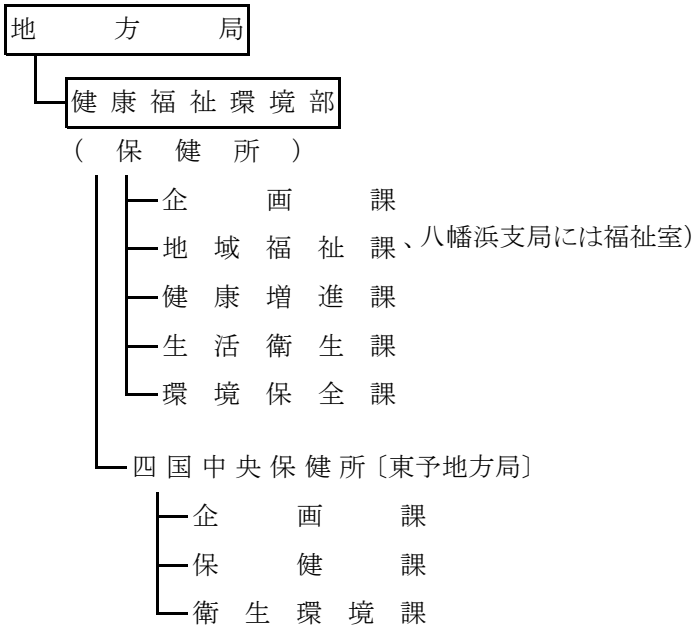 地方局
健康福祉環境部
(保健所)
企画課
地域福祉課、八幡浜支局には福祉室)
健康増進課
生活衛生課
環境保全課
四国中央保健所〔東予地方局〕
企画課
保健課
衛生環境課